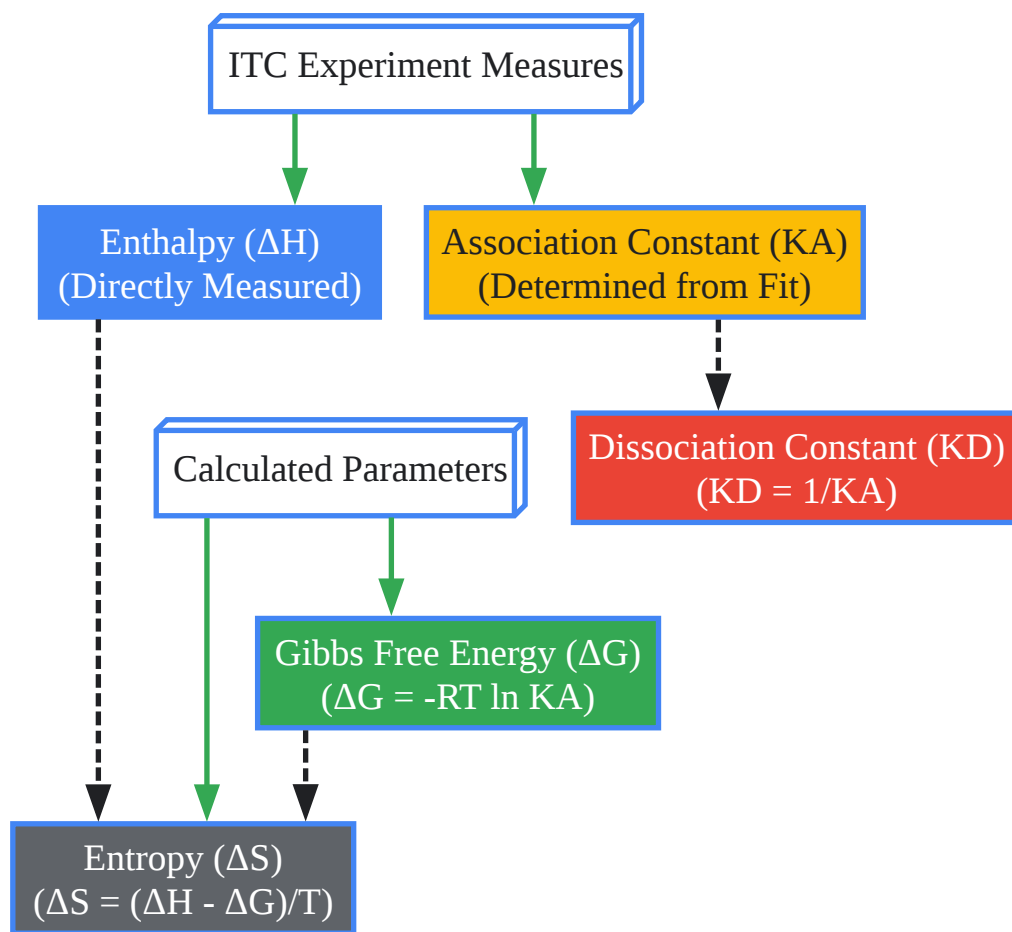 ITC Experiment Measures
Enthalpy (ΔH)
(Directly Measured)
Association Constant (KA)
(Determined from Fit)
Dissociation Constant (KD)
(KD = 1/KA)
Calculated Parameters
Gibbs Free Energy (ΔG)
(ΔG = -RT ln KA)
Entropy (ΔS)
(ΔS = (ΔH - ΔG)/T)